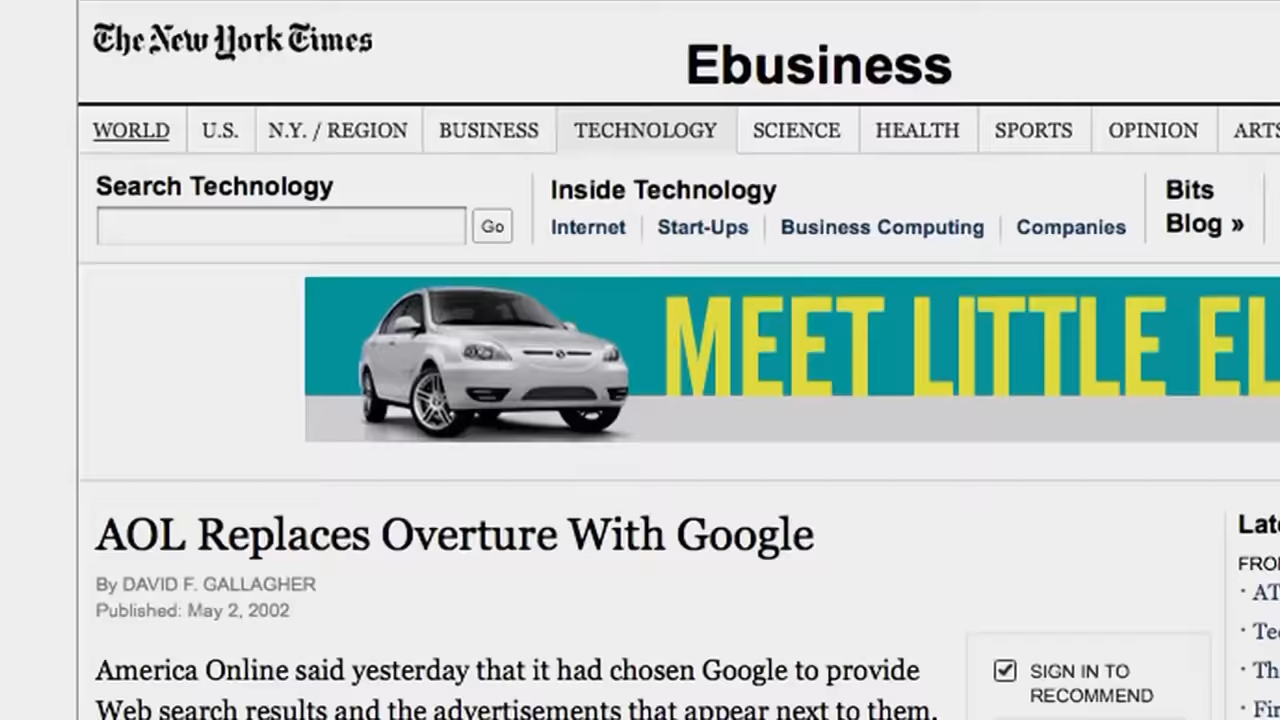 The New York Times
Ebusiness
WORLD U.S. N.Y. / REGION BUSINESS TECHNOLOGY SCIENCE HEALTH SPORTS OPINION ARTS
Search Technology
Go
Inside Technology
Internet Start-Ups Business Computing Companies
Bits
Blog »
MEET LITTLE EL
AOL Replaces Overture With Google
By DAVID F. GALLAGHER
Published: May 2, 2002
America Online said yesterday that it had chosen Google to provide
Web search results and the advertisements that appear next to them,
SIGN IN TO
RECOMMEND